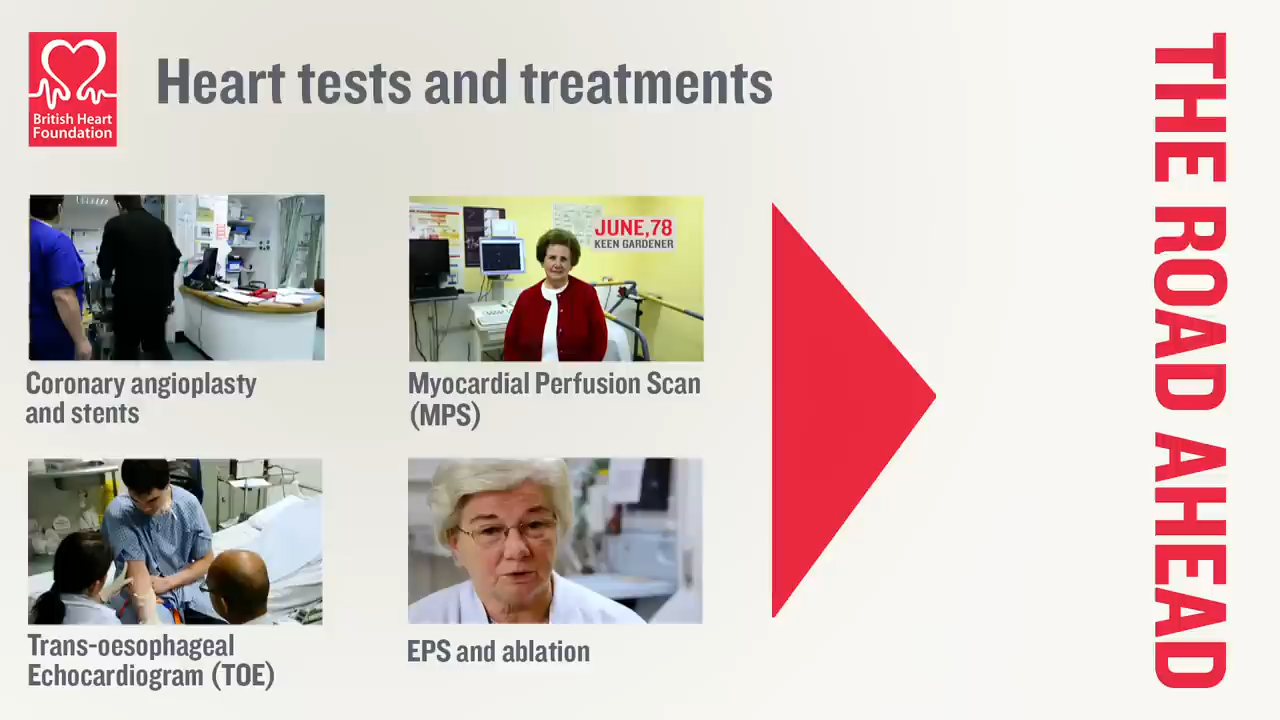 British Heart
Foundation
Heart tests and treatments
JUNE,78
KEEN GARDENER
Coronary angioplasty
and stents
Myocardial Perfusion Scan
(MPS)
Trans-oesophageal
Echocardiogram (TOE)
EPS and ablation
THE ROAD AHEAD